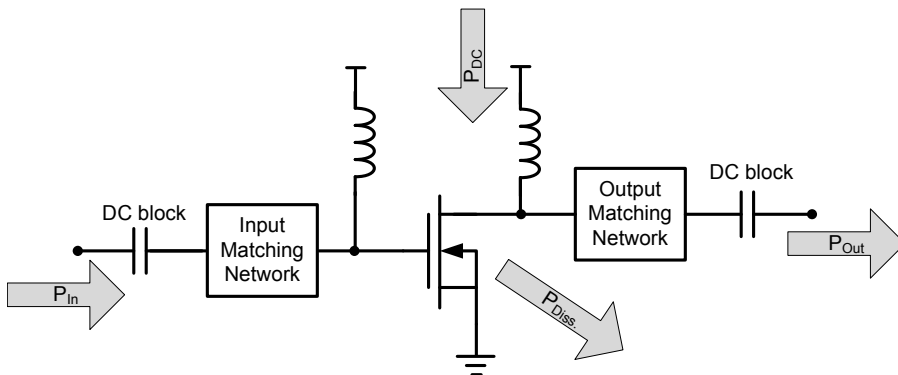 P_DC
DC block
Input
Matching
Network
Output
Matching
Network
DC block
P_In
P_Diss.
P_Out